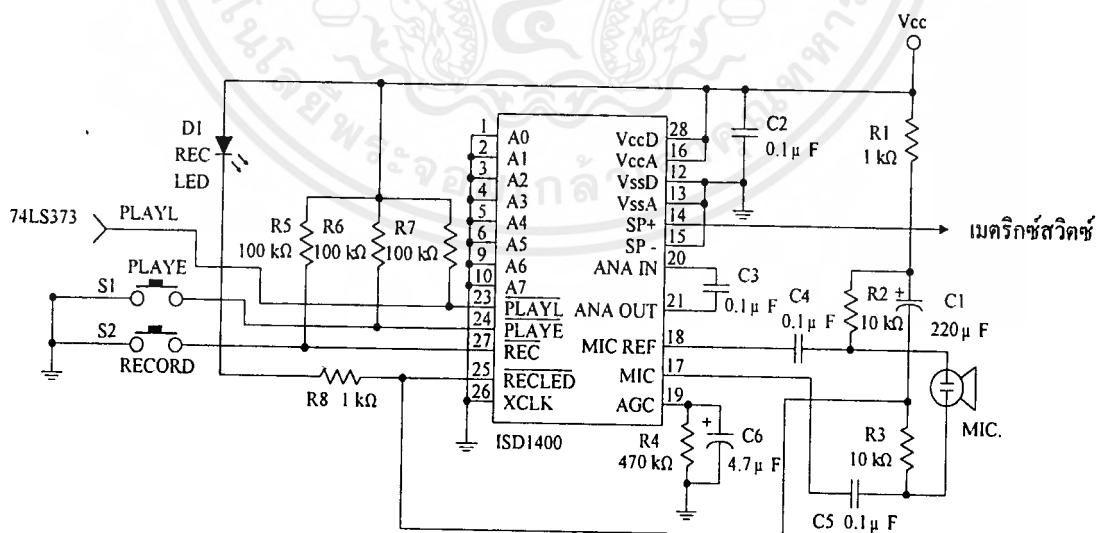 Vcc
D1
REC
LED
74LS373
PLAYL
R5
100 kΩ
R6
100 kΩ
R7
100 kΩ
S1
PLAYE
S2
RECORD
R8 1 kΩ
1 A0
2 A1
3 A2
4 A3
5 A4
6 A5
9 A6
10 A7
23 PLAYL
24 PLAYE
27 REC
25 RECLED
26 XCLK
ISD1400
VccD 28
VccA 16
VssD 12
VssA 13
SP+ 14
SP - 15
ANA IN 20
ANA OUT 21
MIC REF 18
MIC 17
AGC 19
C2
0.1μ F
R1
1 kΩ
เมตริกซ์สวิตซ์
C3
0.1μ F
C4
0.1μ F
R2
10 kΩ
+
C1
220μ F
MIC.
R3
10 kΩ
R4
470 kΩ
+
C6
4.7μ F
C5 0.1μ F